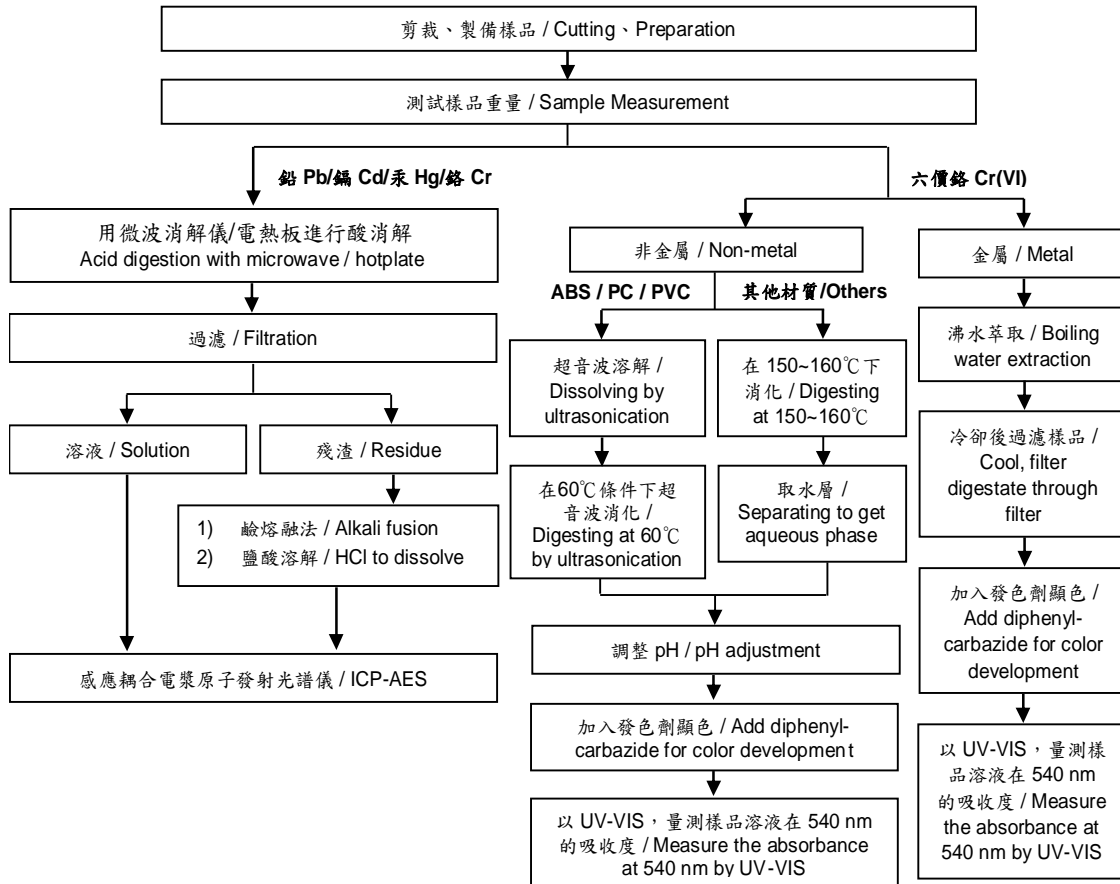 剪裁、製備樣品 / Cutting、Preparation
測試樣品重量 / Sample Measurement
鉛 Pb/鎘 Cd/汞 Hg/鉻 Cr
用微波消解儀/電熱板進行酸消解
Acid digestion with microwave / hotplate
過濾 / Filtration
溶液 / Solution
殘渣 / Residue
1) 鹼熔融法 / Alkali fusion
2) 鹽酸溶解 / HCl to dissolve
感應耦合電漿原子發射光譜儀 / ICP-AES
六價鉻 Cr(VI)
非金屬 / Non-metal
ABS / PC / PVC
超音波溶解 /
Dissolving by
ultrasonication
在60℃條件下超
音波消化 /
Digesting at 60℃
by ultrasonication
其他材質/Others
在 150~160℃下
消化 / Digesting
at 150~160℃
取水層 /
Separating to get
aqueous phase
調整 pH / pH adjustment
加入發色劑顯色 / Add diphenyl-
carbazide for color development
以 UV-VIS，量測樣品溶液在 540 nm
的吸收度 / Measure the absorbance
at 540 nm by UV-VIS
金屬 / Metal
沸水萃取 / Boiling
water extraction
冷卻後過濾樣品 /
Cool, filter
digestate through
filter
加入發色劑顯色 /
Add diphenyl-
carbazide for color
development
以 UV-VIS，量測樣
品溶液在 540 nm
的吸收度 / Measure
the absorbance at
540 nm by UV-VIS